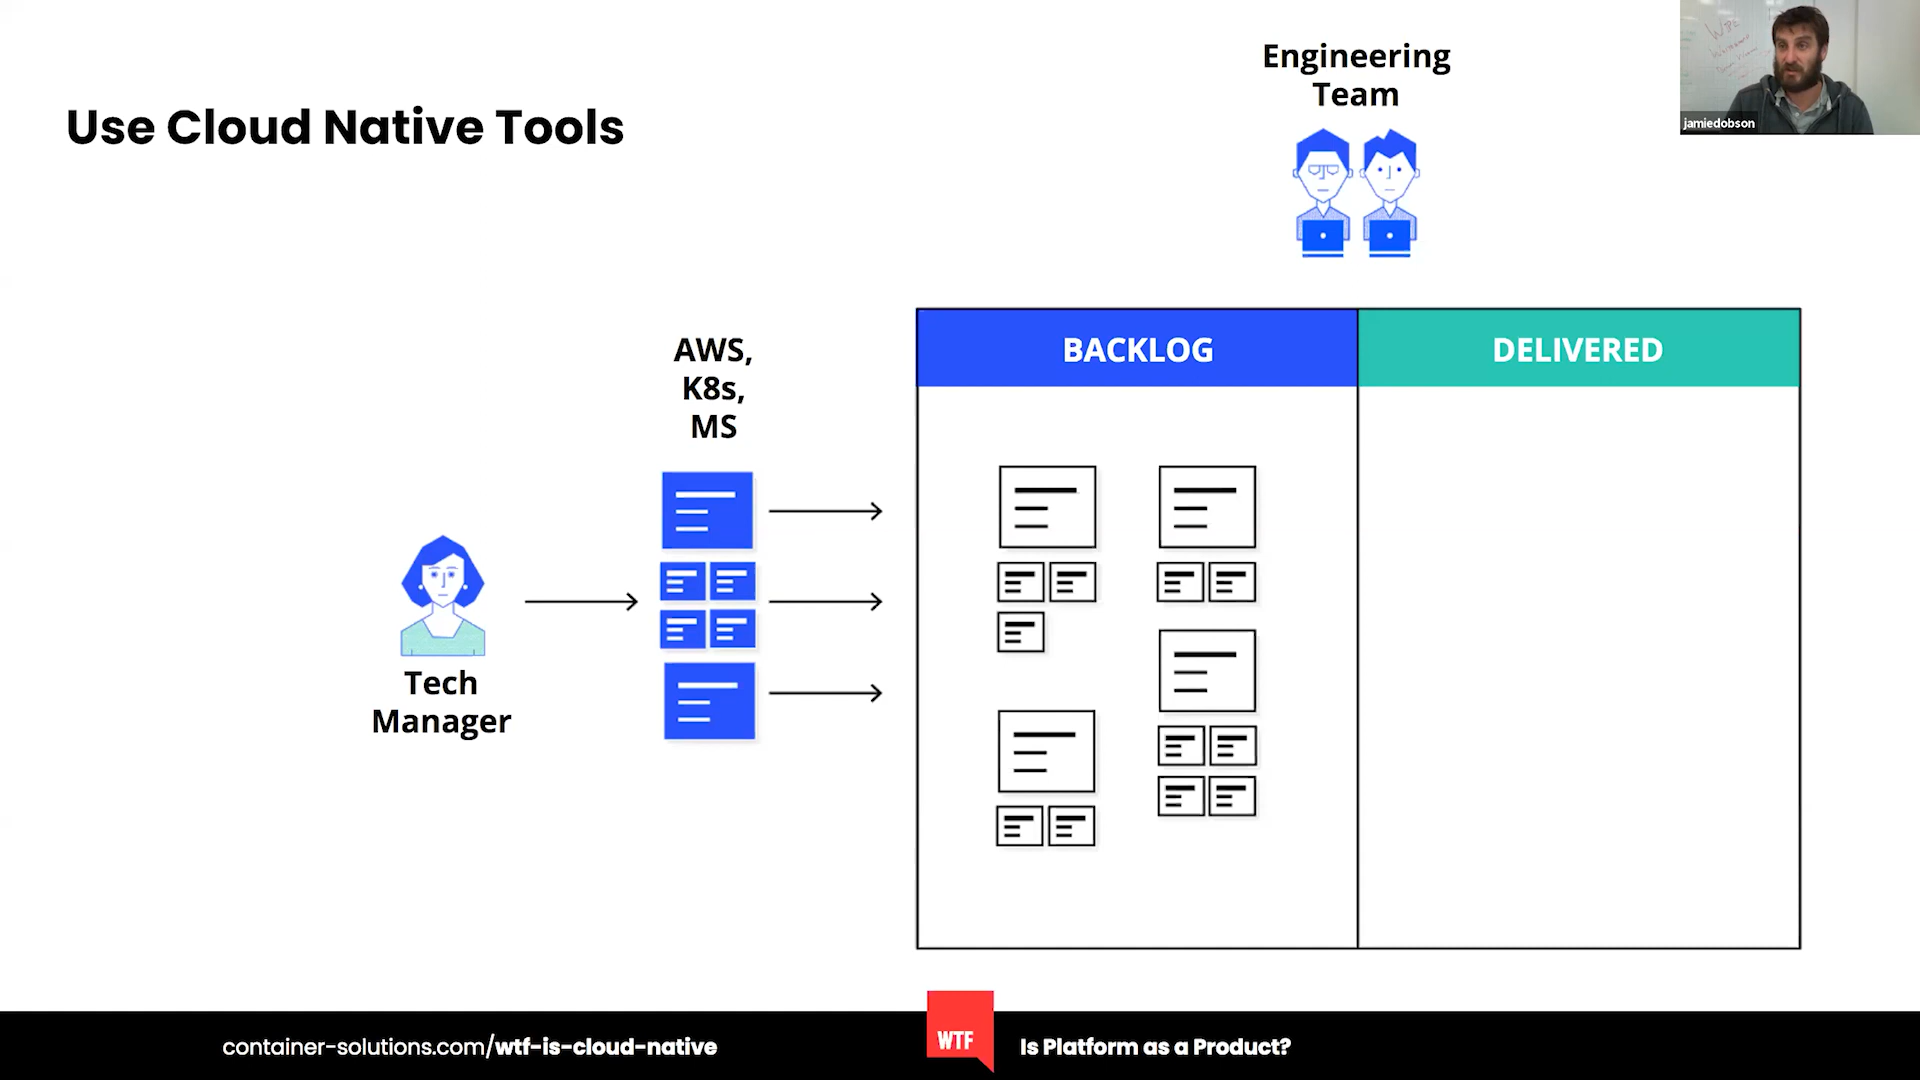 Use Cloud Native Tools
Engineering
Team
jamiedobson
AWS,
K8s,
MS
Tech
Manager
BACKLOG
DELIVERED
container-solutions.com/wtf-is-cloud-native
WTF
Is Platform as a Product?